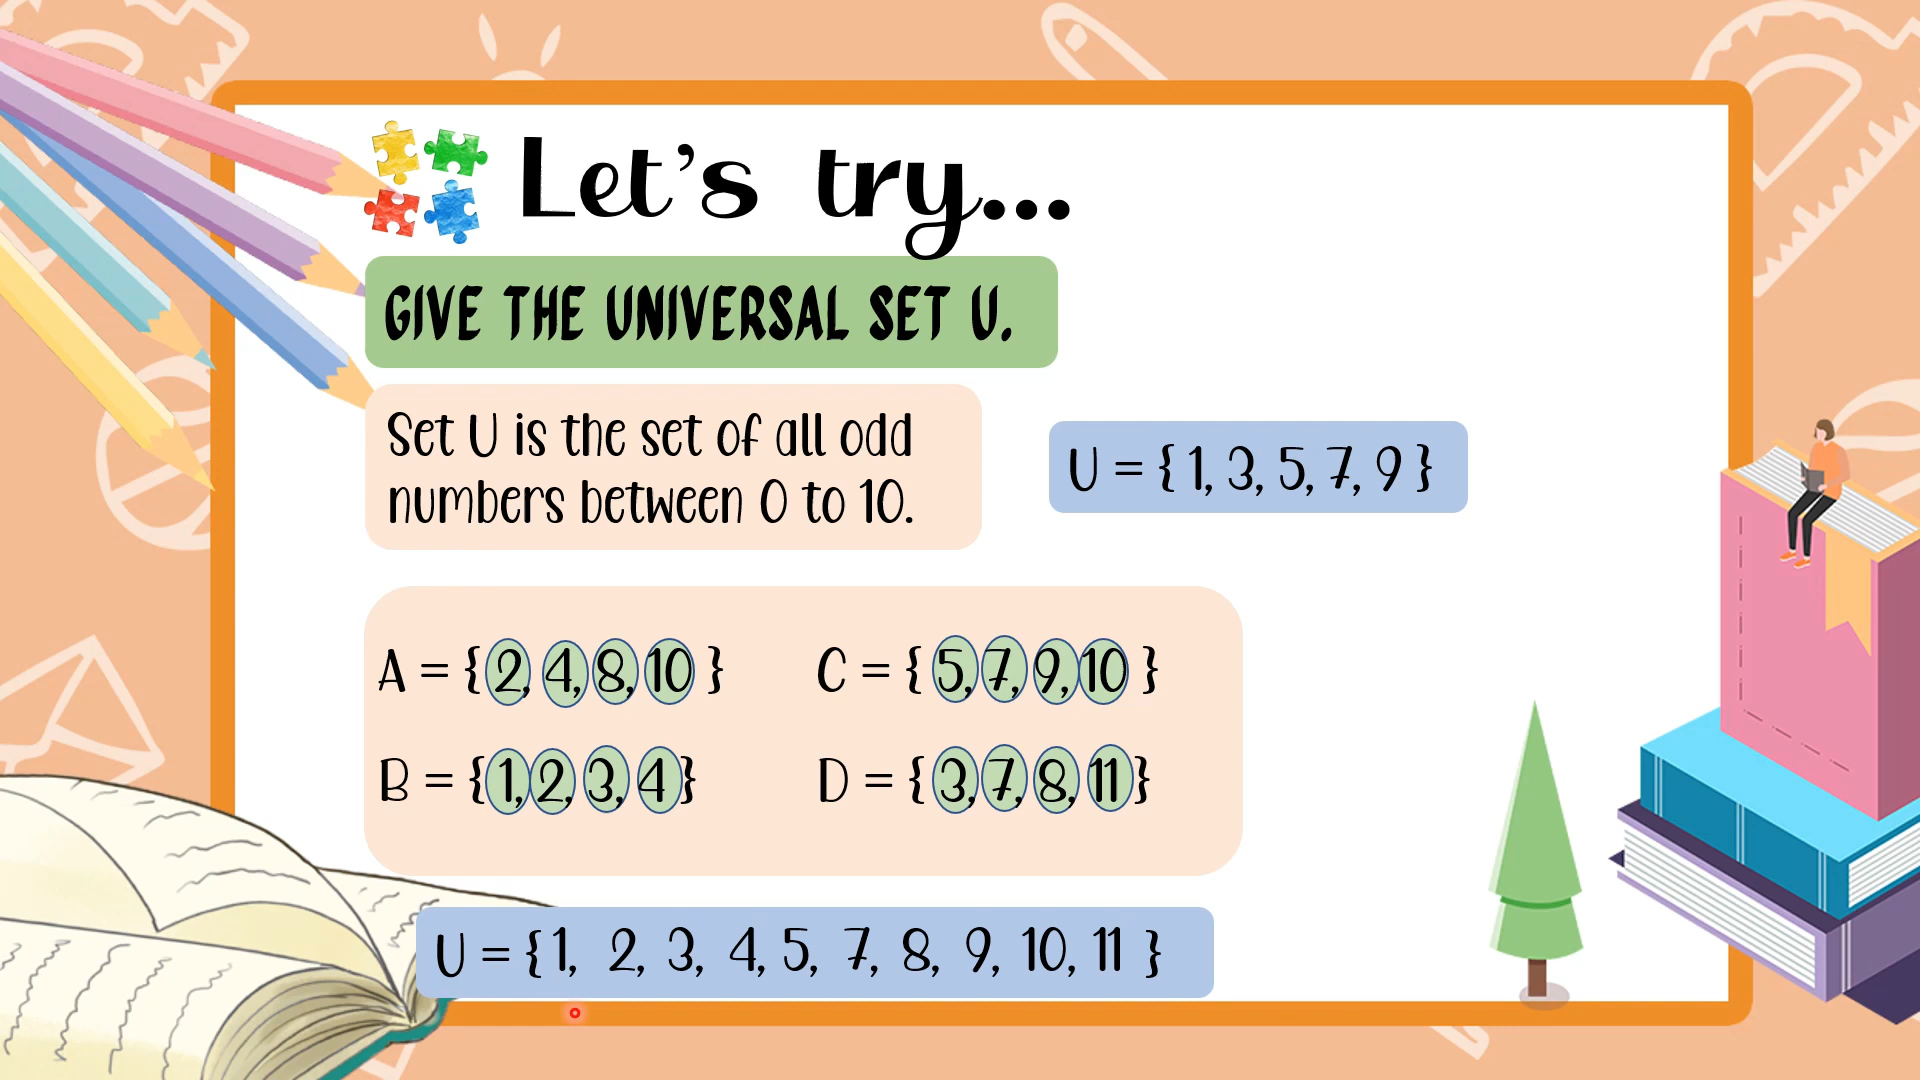 Let's try...
GIVE THE UNIVERSAL SET U.
Set U is the set of all odd
numbers between 0 to 10.
U = { 1, 3, 5, 7, 9 }
A = { 2, 4, 8, 10 }
C = { 5, 7, 9, 10 }
B = { 1, 2, 3, 4 }
D = { 3, 7, 8, 11 }
U = { 1, 2, 3, 4, 5, 7, 8, 9, 10, 11 }